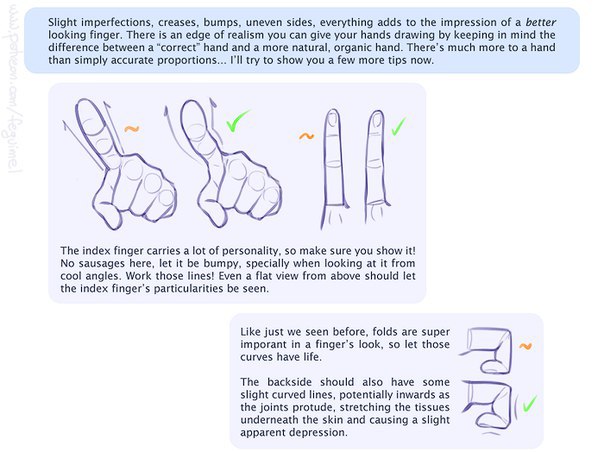 Slight imperfections, creases, bumps, uneven sides, everything adds to the impression of a better
looking finger. There is an edge of realism you can give your hands drawing by keeping in mind the
difference between a “correct” hand and a more natural, organic hand. There's much more to a hand
than simply accurate proportions... I'll try to show you a few more tips now.
The index finger carries a lot of personality, so make sure you show it!
No sausages here, let it be bumpy, specially when looking at it from
cool angles. Work those lines! Even a flat view from above should let
the index finger's particularities be seen.
Like just we seen before, folds are super
imporant in a finger's look, so let those
curves have life.
The backside should also have some
slight curved lines, potentially inwards as
the joints protude, stretching the tissues
underneath the skin and causing a slight
apparent depression.